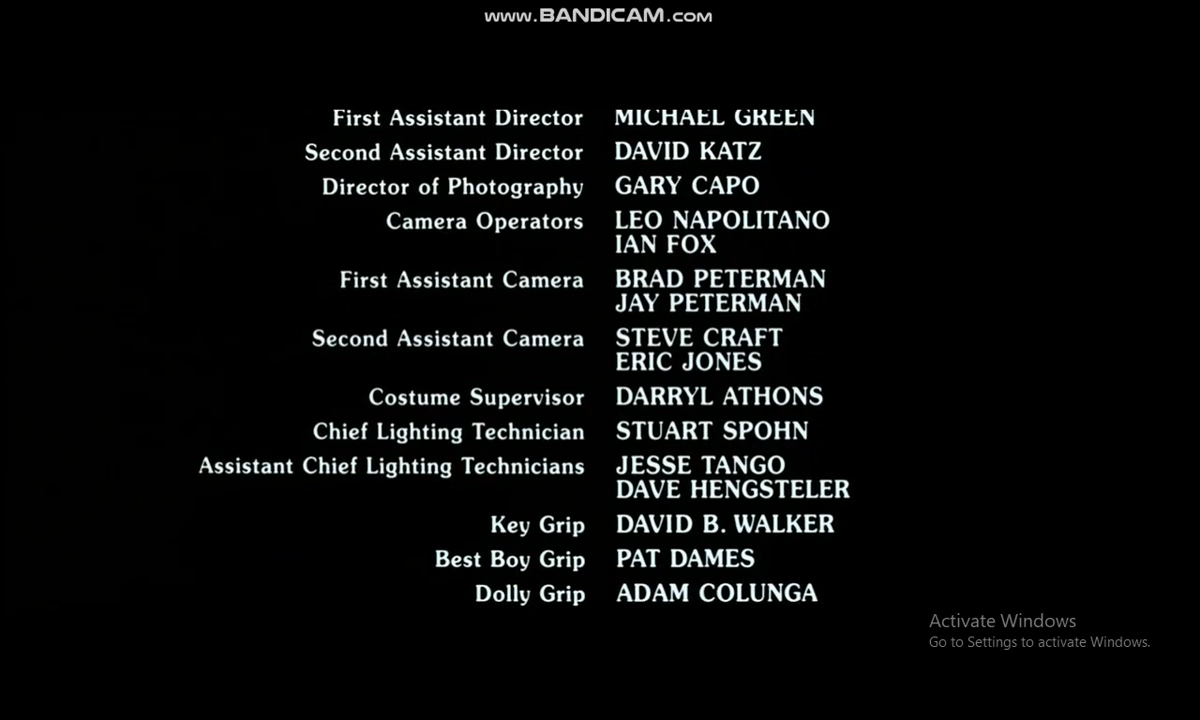 www.BANDICAM.com
First Assistant Director MICHAEL GREEN
Second Assistant Director DAVID KATZ
Director of Photography GARY CAPO
Camera Operators LEO NAPOLITANO
IAN FOX
First Assistant Camera BRAD PETERMAN
JAY PETERMAN
Second Assistant Camera STEVE CRAFT
ERIC JONES
Costume Supervisor DARRYL ATHONS
Chief Lighting Technician STUART SPOHN
Assistant Chief Lighting Technicians JESSE TANGO
DAVE HENGSTELER
Key Grip DAVID B. WALKER
Best Boy Grip PAT DAMES
Dolly Grip ADAM COLUNGA
Activate Windows
Go to Settings to activate Windows.